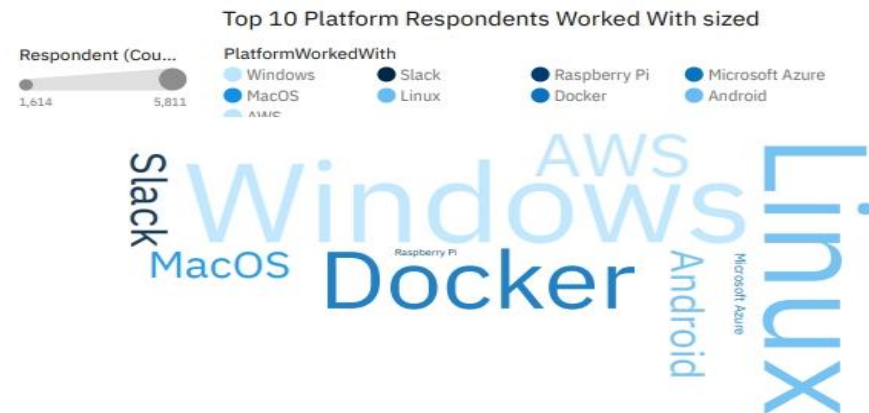 Top 10 Platform Respondents Worked With sized
Respondent (Cou...
1,614 5,811
PlatformWorkedWith
Windows Slack Raspberry Pi Microsoft Azure
MacOS Linux Docker Android
AWS
Slack
Windows
AWS
Linux
MacOS
Raspberry Pi
Docker
Android
Microsoft Azure